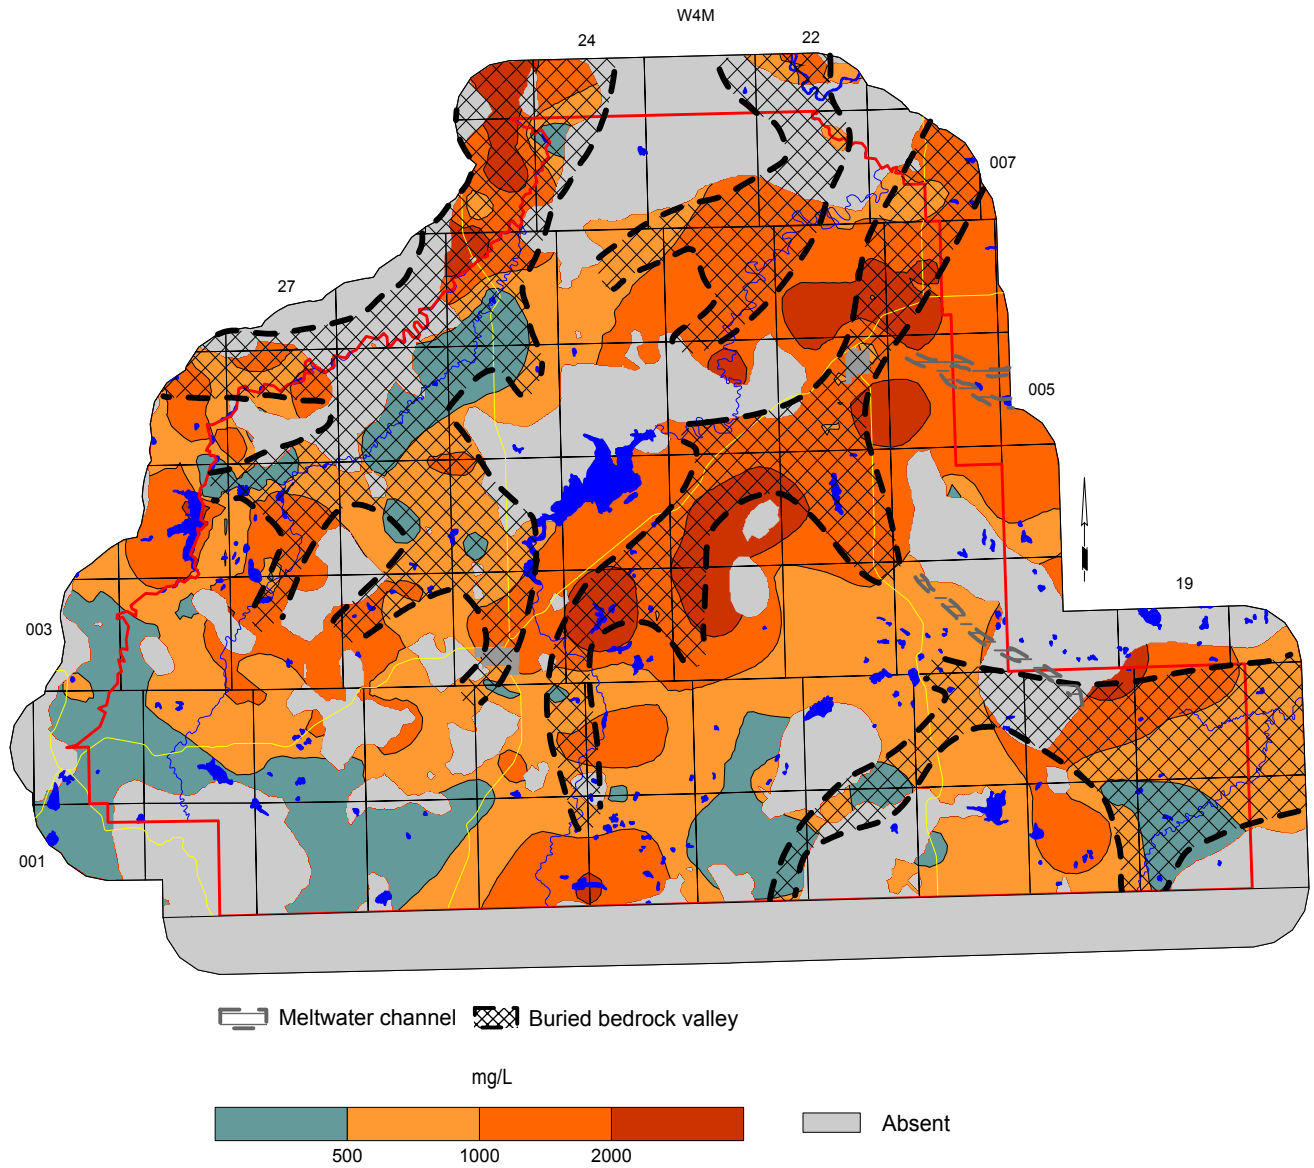 W4M
24
22
007
27
005
19
003
001
Meltwater channel
Buried bedrock valley
mg/L
500
1000
2000
Absent